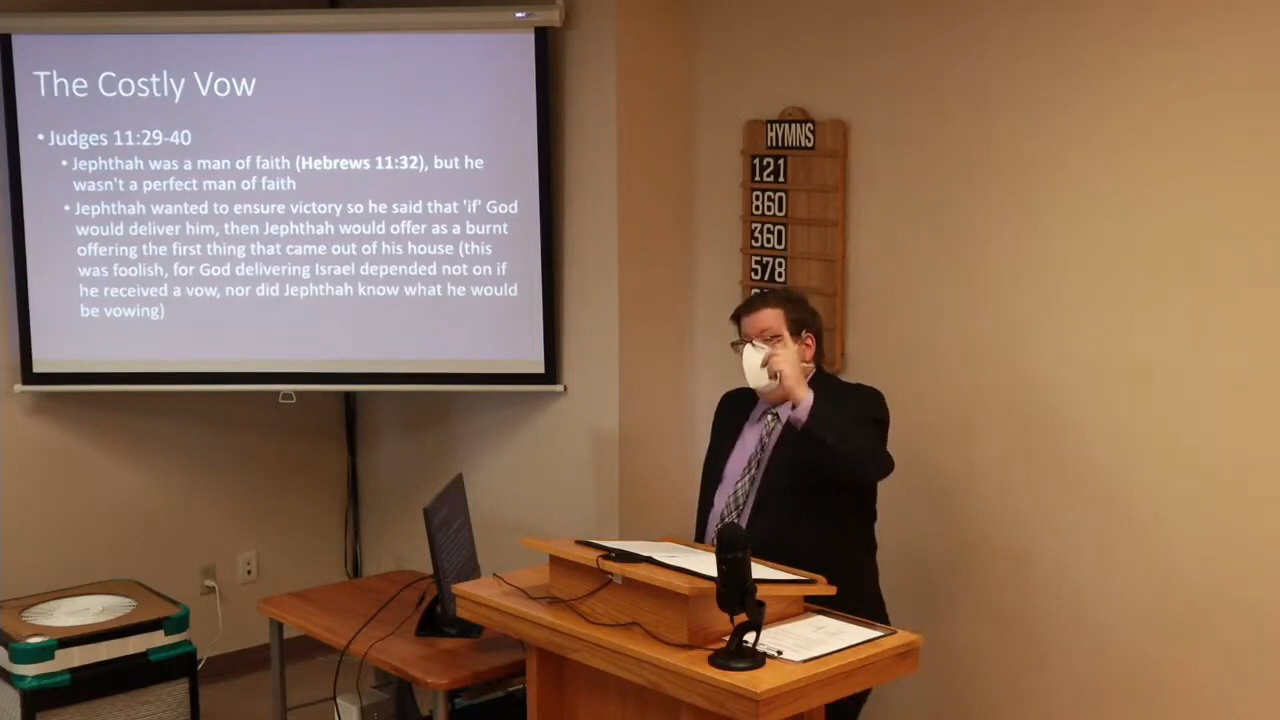 The Costly Vow
• Judges 11:29-40
• Jephthah was a man of faith (Hebrews 11:32), but he
wasn't a perfect man of faith
• Jephthah wanted to ensure victory so he said that 'if' God
would deliver him, then Jephthah would offer as a burnt
offering the first thing that came out of his house (this
was foolish, for God delivering Israel depended not on if
he received a vow, nor did Jephthah know what he would
be vowing)
HYMNS
121
860
360
578